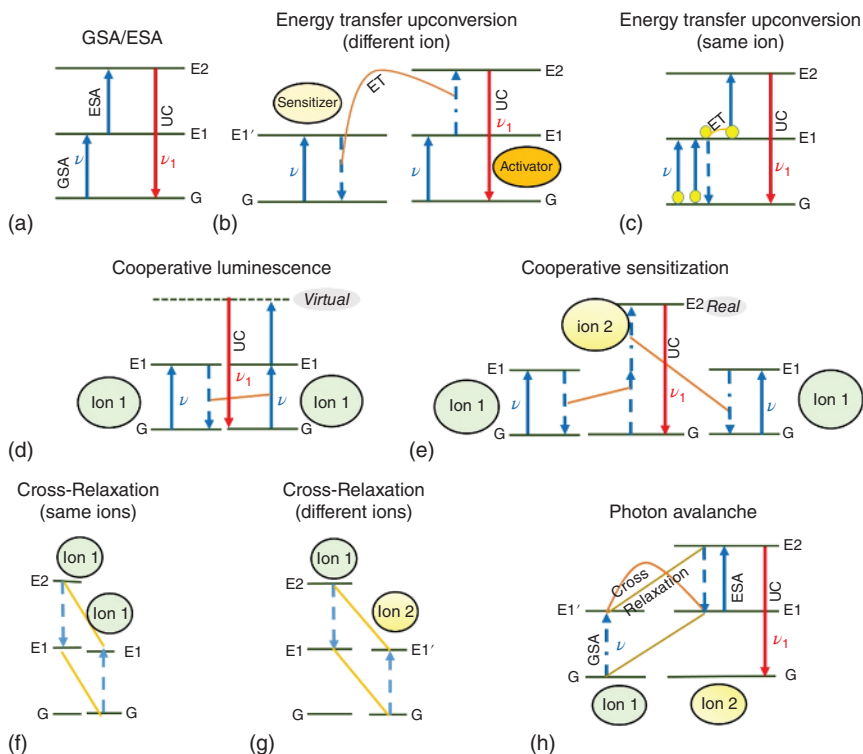 GSA/ESA
E2
ESA
UC
E1
GSA
ν
ν1
G
(a)
Energy transfer upconversion
(different ion)
Sensitizer
ET
E2
UC
E1′
ν1
E1
ν
ν
Activator
G
G
(b)
Energy transfer upconversion
(same ion)
E2
ET
UC
E1
ν
ν1
G
(c)
Cooperative luminescence
Virtual
UC
E1
E1
Ion 1
ν
ν1
ν
Ion 1
G
G
(d)
Cooperative sensitization
E2
Real
ion 2
UC
E1
E1
Ion 1
ν
ν1
ν
Ion 1
G
G
(e)
Cross-Relaxation
(same ions)
Ion 1
E2
Ion 1
E1
E1
G
G
(f)
Cross-Relaxation
(different ions)
Ion 1
E2
Ion 2
E1
E1′
G
G
(g)
Photon avalanche
E2
Cross
Relaxation
ESA
UC
E1′
E1
GSA
ν
ν1
G
G
Ion 1
Ion 2
(h)